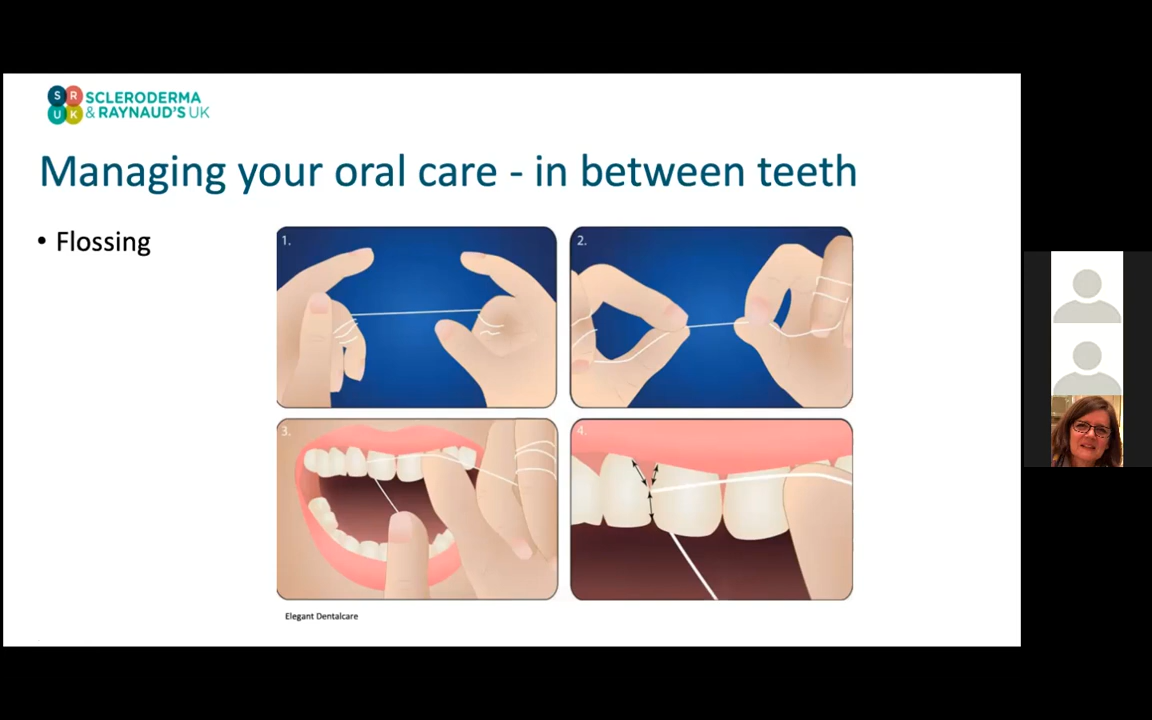 S R
U K
SCLERODERMA
& RAYNAUD'S UK
Managing your oral care - in between teeth
• Flossing
1.
2.
3.
4.
Elegant Dentalcare